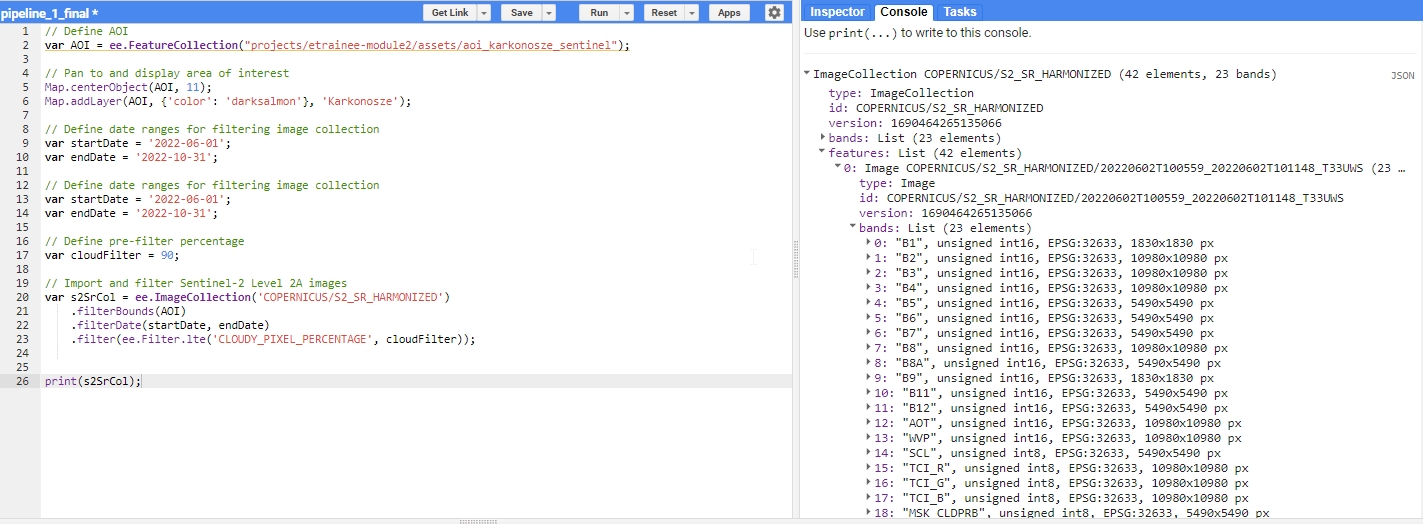 pipeline_1_final *
Get Link
Save
Run
Reset
Apps
1 // Define AOI
2 var AOI = ee.FeatureCollection("projects/etrainee-module2/assets/aoi_karkonosze_sentinel");
3
4 // Pan to and display area of interest
5 Map.centerObject(AOI, 11);
6 Map.addLayer(AOI, {'color': 'darksalmon'}, 'Karkonosze');
7
8 // Define date ranges for filtering image collection
9 var startDate = '2022-06-01';
10 var endDate = '2022-10-31';
11
12 // Define date ranges for filtering image collection
13 var startDate = '2022-06-01';
14 var endDate = '2022-10-31';
15
16 // Define pre-filter percentage
17 var cloudFilter = 90;
18
19 // Import and filter Sentinel-2 Level 2A images
20 var s2SrCol = ee.ImageCollection('COPERNICUS/S2_SR_HARMONIZED')
21 .filterBounds(AOI)
22 .filterDate(startDate, endDate)
23 .filter(ee.Filter.lte('CLOUDY_PIXEL_PERCENTAGE', cloudFilter));
24
25
26 print(s2SrCol);
Inspector
Console
Tasks
Use print(...) to write to this console.
ImageCollection COPERNICUS/S2_SR_HARMONIZED (42 elements, 23 bands)
JSON
type: ImageCollection
id: COPERNICUS/S2_SR_HARMONIZED
version: 1690464265135066
bands: List (23 elements)
features: List (42 elements)
0: Image COPERNICUS/S2_SR_HARMONIZED/20220602T100559_20220602T101148_T33UWS (23 …
type: Image
id: COPERNICUS/S2_SR_HARMONIZED/20220602T100559_20220602T101148_T33UWS
version: 1690464265135066
bands: List (23 elements)
0: "B1", unsigned int16, EPSG:32633, 1830x1830 px
1: "B2", unsigned int16, EPSG:32633, 10980x10980 px
2: "B3", unsigned int16, EPSG:32633, 10980x10980 px
3: "B4", unsigned int16, EPSG:32633, 10980x10980 px
4: "B5", unsigned int16, EPSG:32633, 5490x5490 px
5: "B6", unsigned int16, EPSG:32633, 5490x5490 px
6: "B7", unsigned int16, EPSG:32633, 5490x5490 px
7: "B8", unsigned int16, EPSG:32633, 10980x10980 px
8: "B8A", unsigned int16, EPSG:32633, 5490x5490 px
9: "B9", unsigned int16, EPSG:32633, 1830x1830 px
10: "B11", unsigned int16, EPSG:32633, 5490x5490 px
11: "B12", unsigned int16, EPSG:32633, 5490x5490 px
12: "AOT", unsigned int16, EPSG:32633, 10980x10980 px
13: "WVP", unsigned int16, EPSG:32633, 10980x10980 px
14: "SCL", unsigned int8, EPSG:32633, 5490x5490 px
15: "TCI_R", unsigned int8, EPSG:32633, 10980x10980 px
16: "TCI_G", unsigned int8, EPSG:32633, 10980x10980 px
17: "TCI_B", unsigned int8, EPSG:32633, 10980x10980 px
18: "MSK_CLDPRB", unsigned int8, EPSG:32633, 5490x5490 px